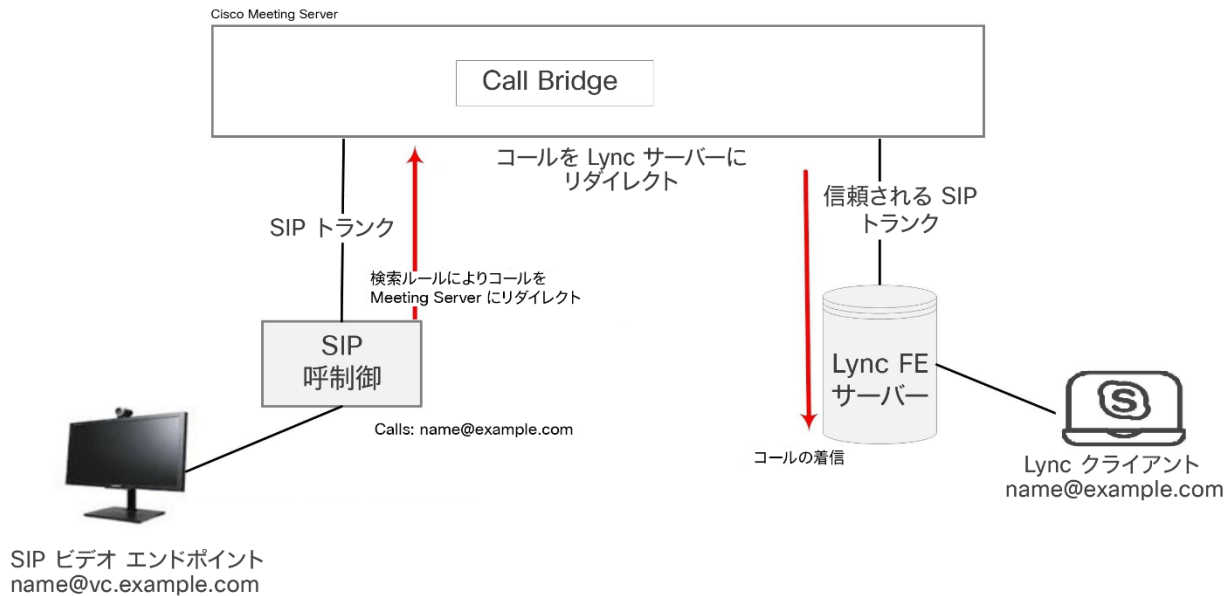 Cisco Meeting Server
Call Bridge
コールを Lync サーバーに
リダイレクト
信頼される SIP
トランク
SIP トランク
検索ルールによりコールを
Meeting Server にリダイレクト
SIP
呼制御
Lync FE
サーバー
Calls: name@example.com
コールの着信
Lync クライアント
name@example.com
SIP ビデオ エンドポイント
name@vc.example.com